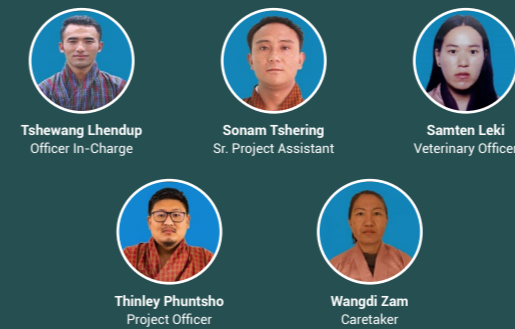 Tshewang Lhendup
Officer In-Charge
Sonam Tshering
Sr. Project Assistant
Samten Leki
Veterinary Officer
Thinley Phuntsho
Project Officer
Wangdi Zam
Caretaker